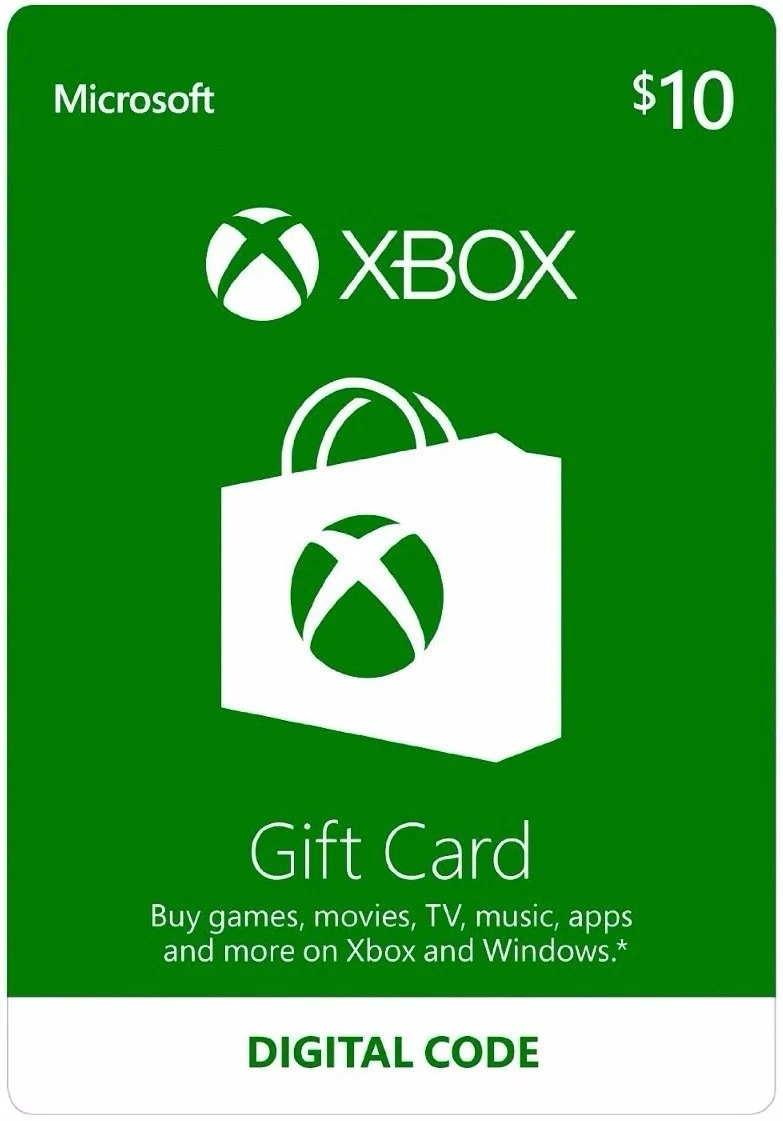 Microsoft
$10
XBOX
Gift Card
Buy games, movies, TV, music, apps
and more on Xbox and Windows.*
DIGITAL CODE